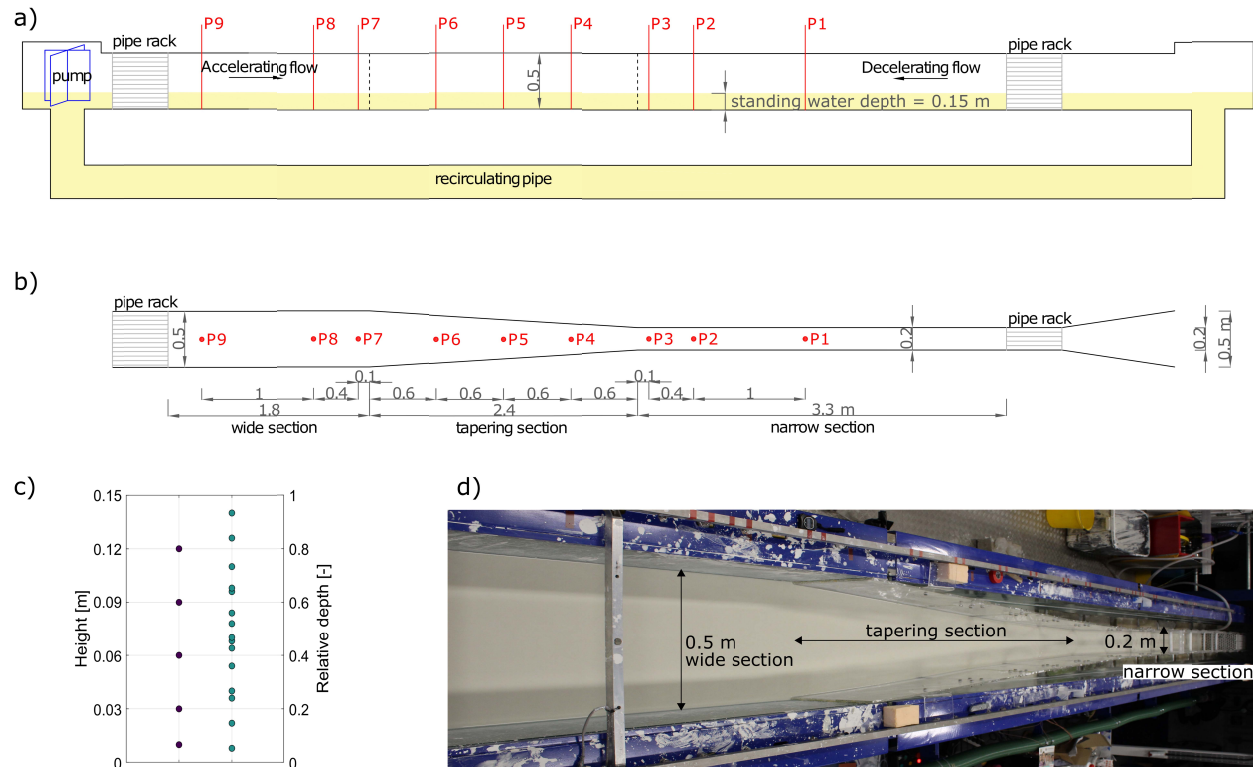 a)
P9 P8 P7 P6 P5 P4 P3 P2 P1
pipe rack pipe rack
pump Accelerating flow 0.5 Decelerating flow
standing water depth = 0.15 m
recirculating pipe
b)
pipe rack pipe rack
0.5 P9 P8 P7 P6 P5 P4 P3 P2 P1 0.2 0.2 0.5 m
0.1 0.1
1 0.4 0.6 0.6 0.6 0.6 0.4 1
1.8 2.4 3.3 m
wide section tapering section narrow section
c)
Height [m]
0.15
0.12
0.09
0.06
0.03
0
1
0.8
0.6
0.4
0.2
0
Relative depth [-]
d)
0.5 m
wide section
tapering section
0.2 m
narrow section